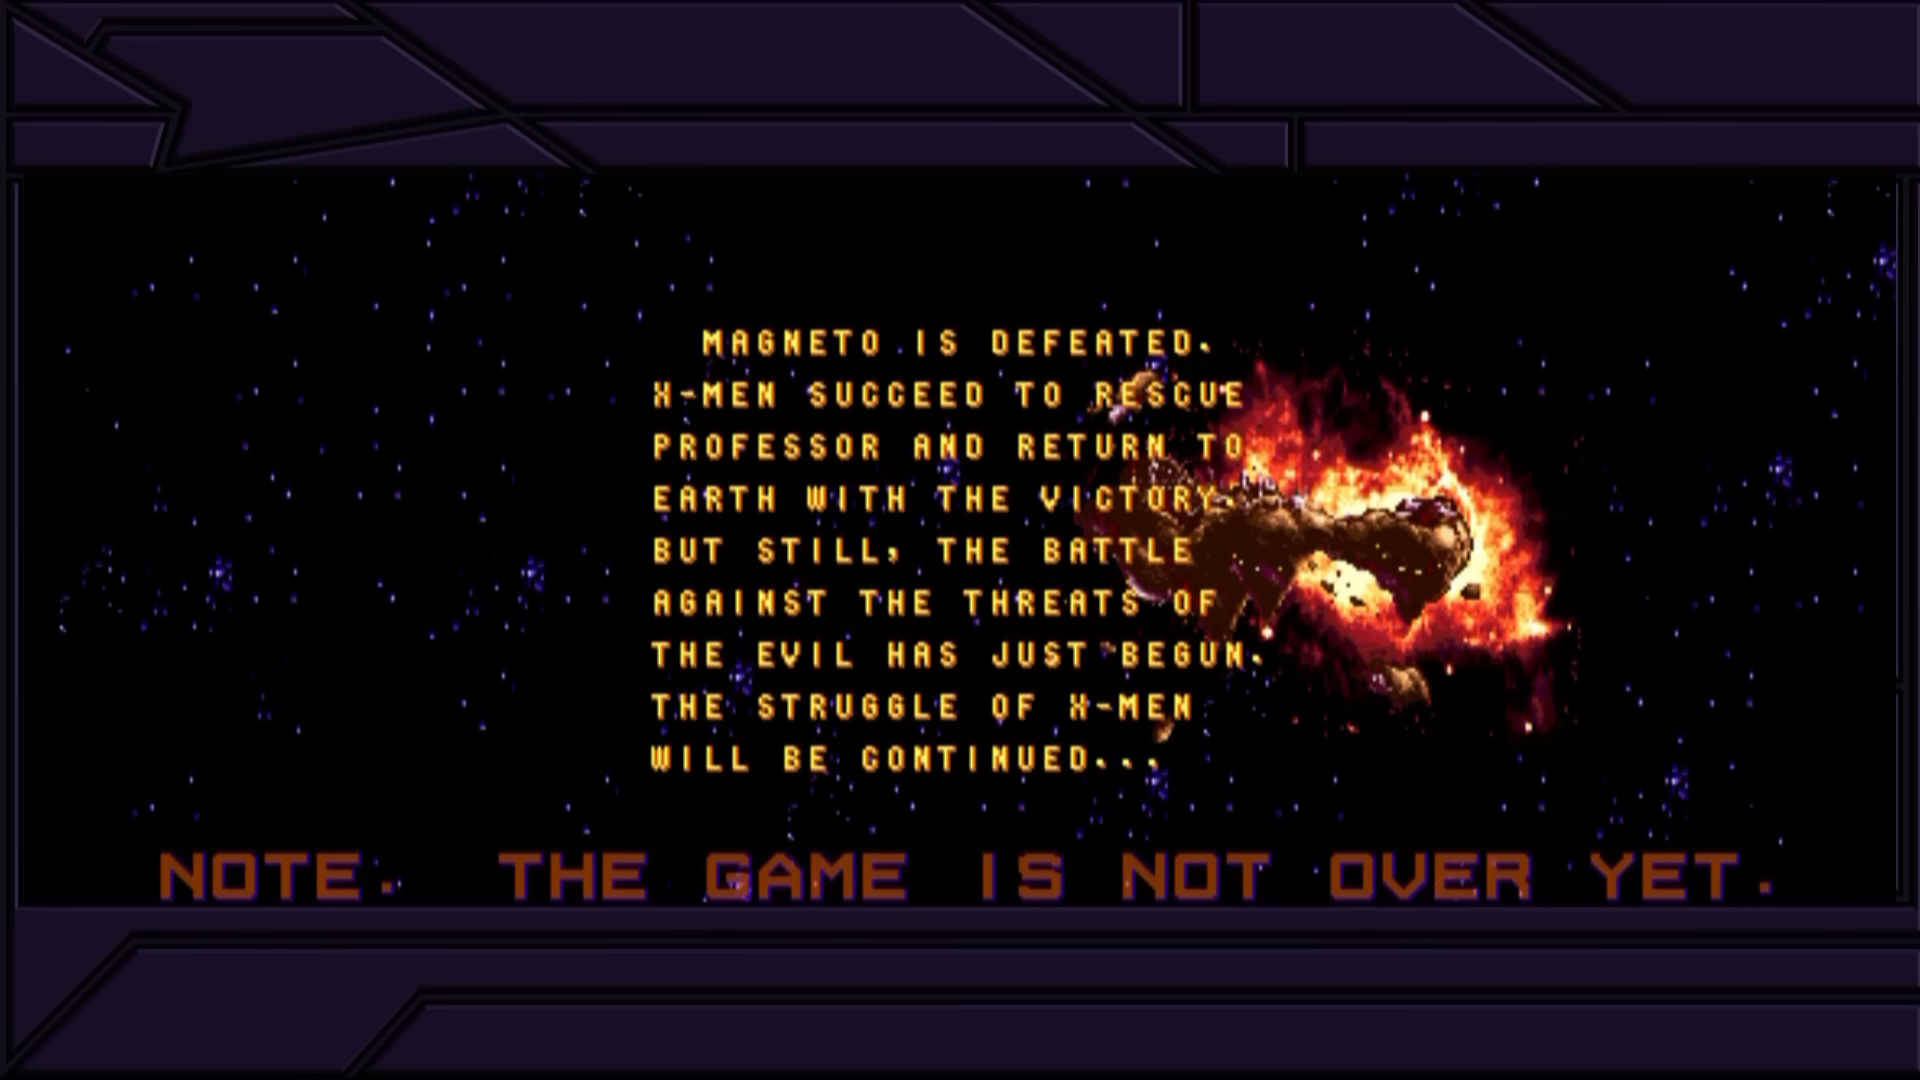 MAGNETO IS DEFEATED.
X-MEN SUCCEED TO RESCUE
PROFESSOR AND RETURN TO
EARTH WITH THE VICTORY.
BUT STILL, THE BATTLE
AGAINST THE THREATS OF
THE EVIL HAS JUST BEGUN.
THE STRUGGLE OF X-MEN
WILL BE CONTINUED...
NOTE. THE GAME IS NOT OVER YET.